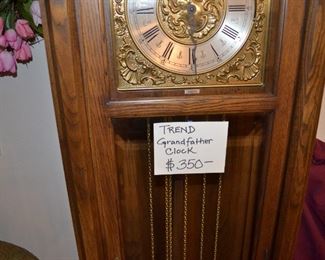 TREND
Grandfather
Clock
$350—